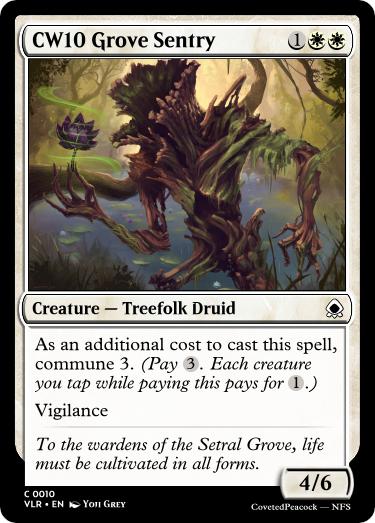 CW10 Grove Sentry 1
Creature — Treefolk Druid
As an additional cost to cast this spell,
commune 3. (Pay 3. Each creature
you tap while paying this pays for 1.)
Vigilance
To the wardens of the Setral Grove, life
must be cultivated in all forms.
4/6
C 0010
VLR • EN Yoji Grey
CovetedPeacock — NFS